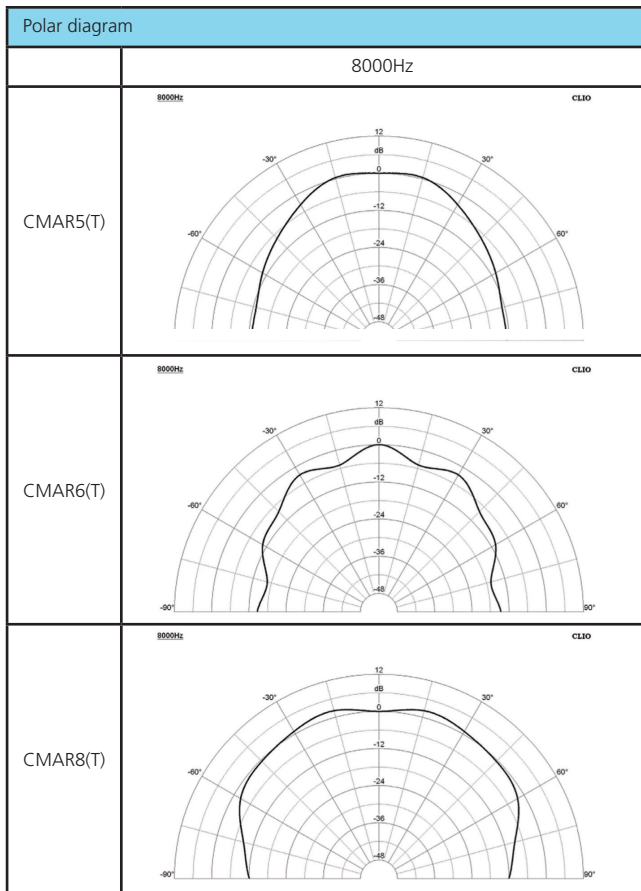 Polar diagram
8000Hz
CMAR5(T)
8000Hz CLIO
12
dB
0
-12
-24
-36
-48
-30° 30°
-60° 60°
CMAR6(T)
8000Hz CLIO
12
dB
0
-12
-24
-36
-48
-30° 30°
-60° 60°
-90° 90°
CMAR8(T)
8000Hz CLIO
12
dB
0
-12
-24
-36
-48
-30° 30°
-60° 60°
-90° 90°